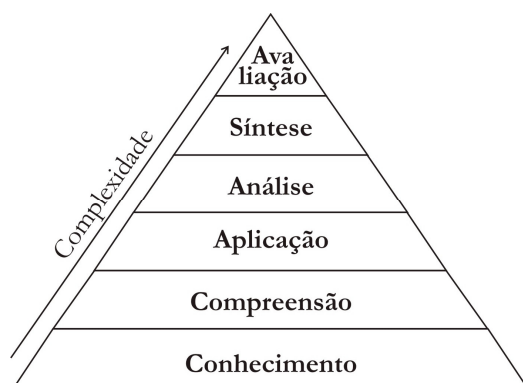 Ava
liação
Síntese
Análise
Aplicação
Compreensão
Conhecimento
Complexidade